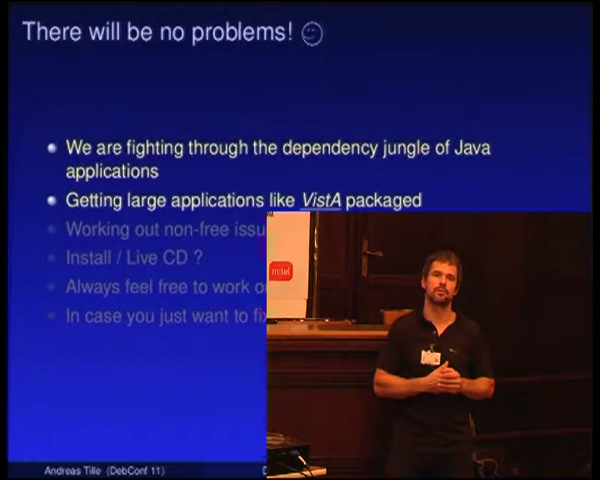 There will be no problems!
We are fighting through the dependency jungle of Java
applications
Getting large applications like VistA packaged
Working out non-free issu
Install / Live CD ?
Always feel free to work o
In case you just want to fix
m:tel
Andreas Tille (DebConf 11)
D